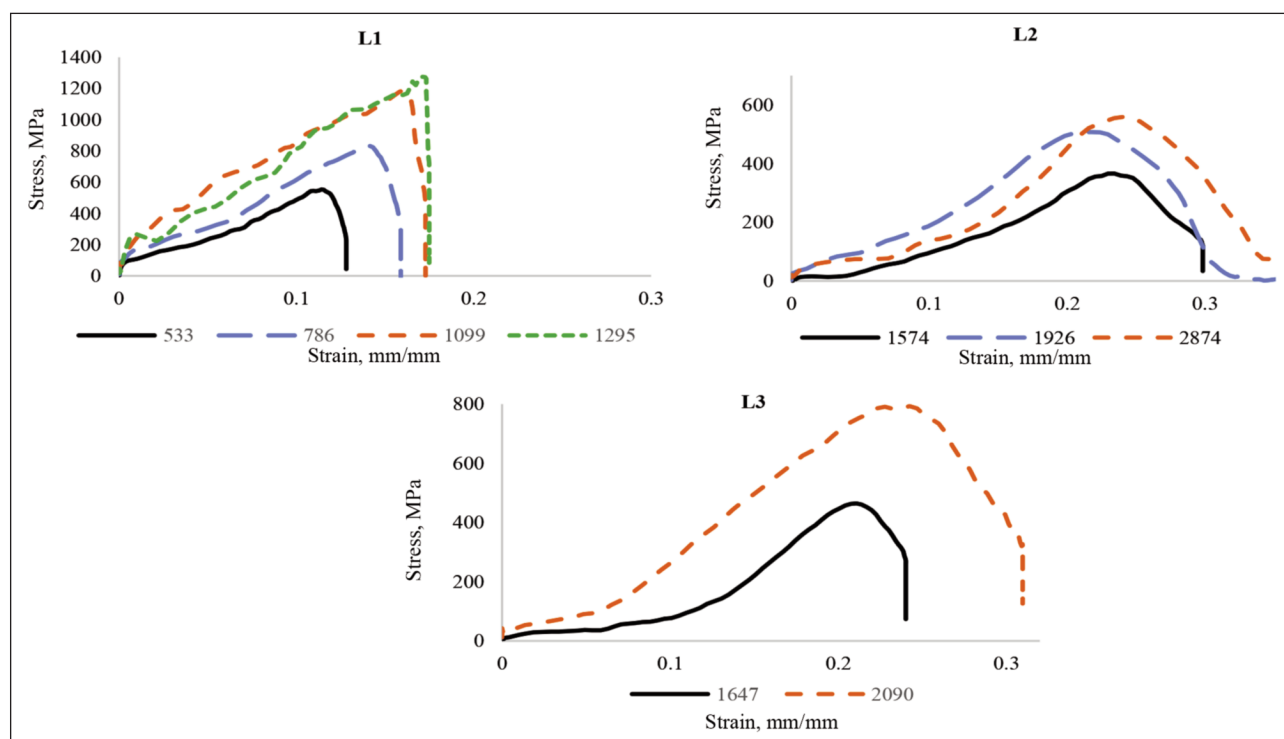 L1
Stress, MPa
1400
1200
1000
800
600
400
200
0
0 0.1 0.2 0.3
533 786 1099 1295
Strain, mm/mm
L2
Stress, MPa
600
400
200
0
0 0.1 0.2 0.3
1574 1926 2874
Strain, mm/mm
L3
Stress, MPa
800
600
400
200
0
0 0.1 0.2 0.3
1647 2090
Strain, mm/mm